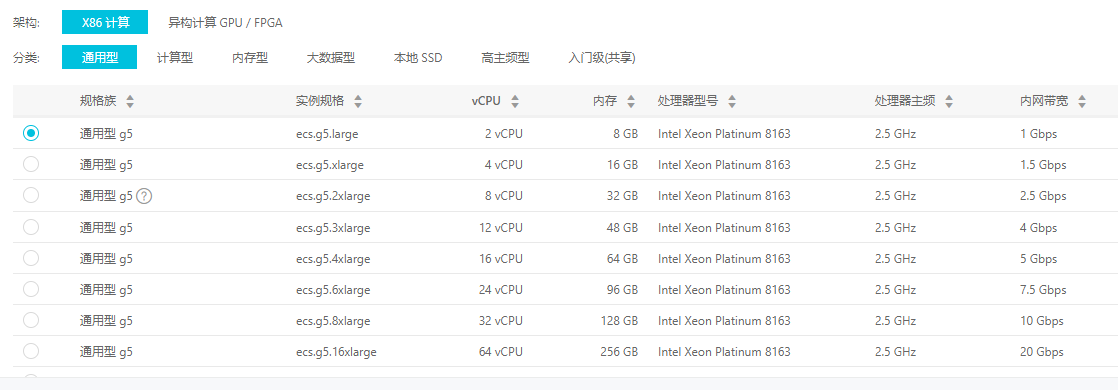 架构: X86 计算 异构计算 GPU / FPGA
分类: 通用型 计算型 内存型 大数据型 本地 SSD 高主频型 入门级(共享)
规格族 实例规格 vCPU 内存 处理器型号 处理器主频 内网带宽
通用型 g5 ecs.g5.large 2 vCPU 8 GB Intel Xeon Platinum 8163 2.5 GHz 1 Gbps
通用型 g5 ecs.g5.xlarge 4 vCPU 16 GB Intel Xeon Platinum 8163 2.5 GHz 1.5 Gbps
通用型 g5 ? ecs.g5.2xlarge 8 vCPU 32 GB Intel Xeon Platinum 8163 2.5 GHz 2.5 Gbps
通用型 g5 ecs.g5.3xlarge 12 vCPU 48 GB Intel Xeon Platinum 8163 2.5 GHz 4 Gbps
通用型 g5 ecs.g5.4xlarge 16 vCPU 64 GB Intel Xeon Platinum 8163 2.5 GHz 5 Gbps
通用型 g5 ecs.g5.6xlarge 24 vCPU 96 GB Intel Xeon Platinum 8163 2.5 GHz 7.5 Gbps
通用型 g5 ecs.g5.8xlarge 32 vCPU 128 GB Intel Xeon Platinum 8163 2.5 GHz 10 Gbps
通用型 g5 ecs.g5.16xlarge 64 vCPU 256 GB Intel Xeon Platinum 8163 2.5 GHz 20 Gbps